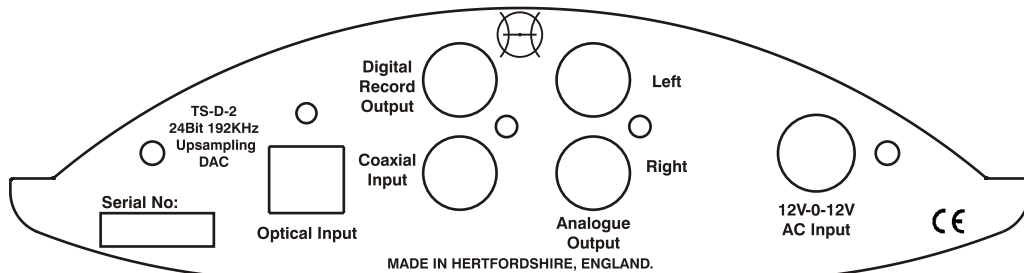 Digital
Record
Output
Left
TS-D-2
24Bit 192KHz
Upsampling
DAC
Coaxial
Input
Right
Serial No:
Optical Input
Analogue
Output
12V-0-12V
AC Input
CE
MADE IN HERTFORDSHIRE, ENGLAND.